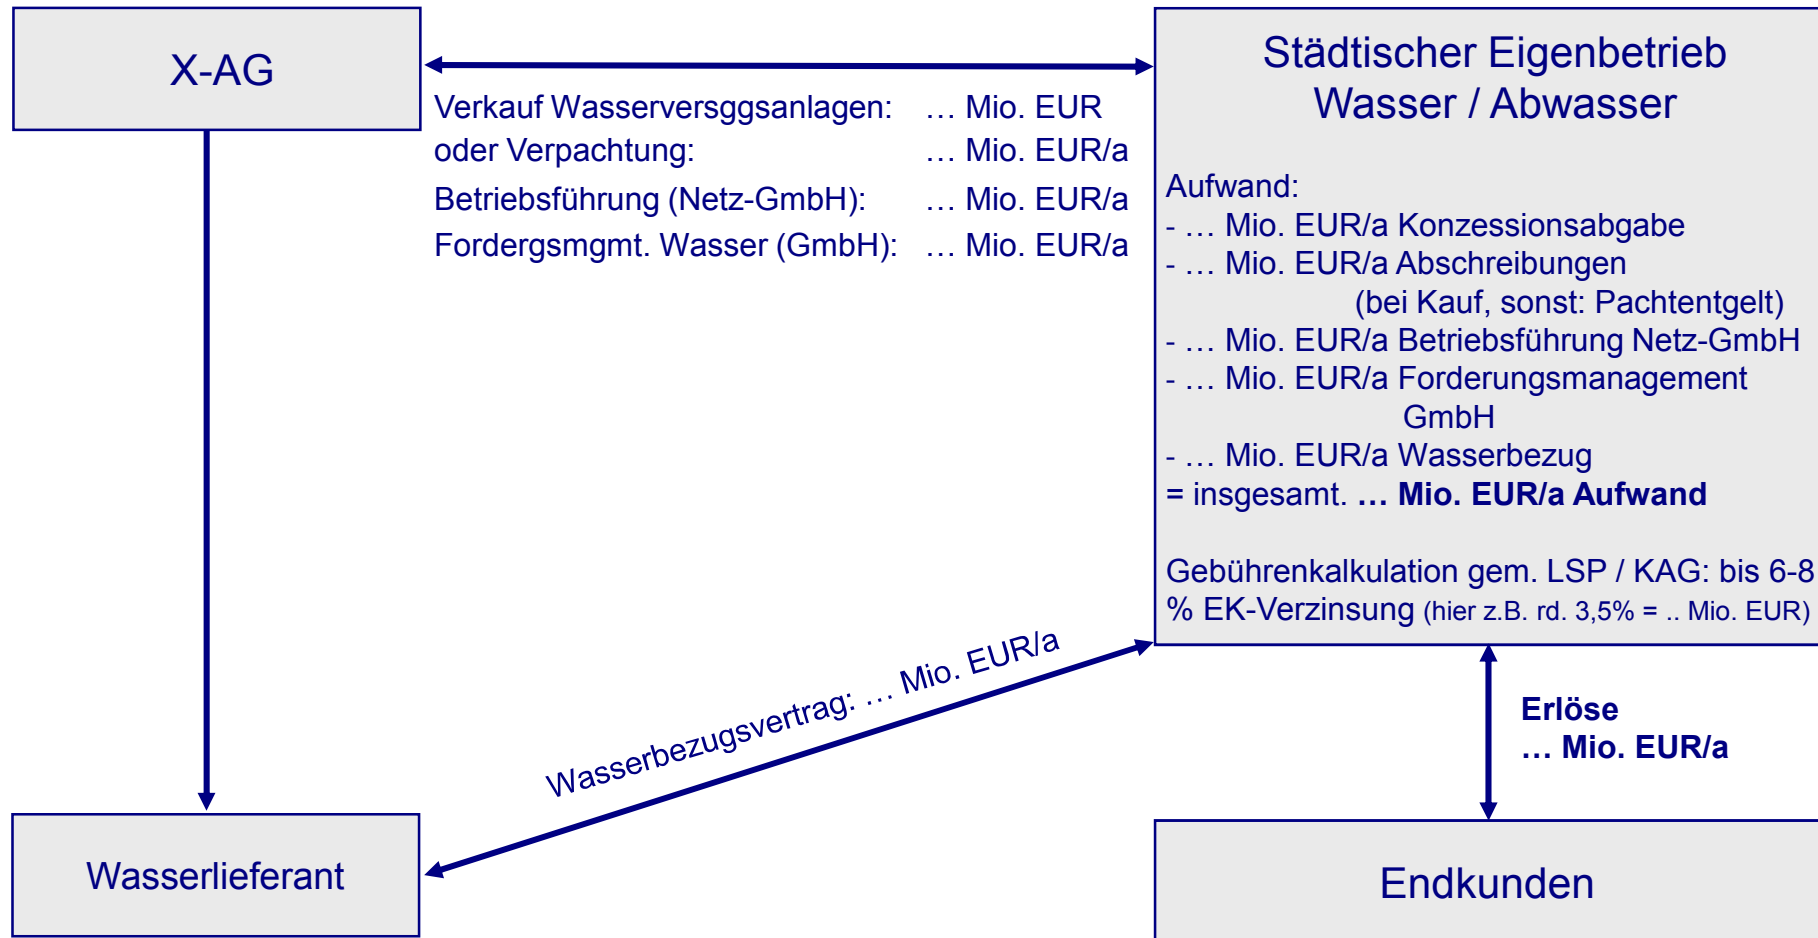 X-AG
Verkauf Wasserversggsanlagen: … Mio. EUR
oder Verpachtung: … Mio. EUR/a
Betriebsführung (Netz-GmbH): … Mio. EUR/a
Fordergsmgmt. Wasser (GmbH): … Mio. EUR/a
Städtischer Eigenbetrieb
Wasser / Abwasser
Aufwand:
- … Mio. EUR/a Konzessionsabgabe
- … Mio. EUR/a Abschreibungen
(bei Kauf, sonst: Pachtentgelt)
- … Mio. EUR/a Betriebsführung Netz-GmbH
- … Mio. EUR/a Forderungsmanagement
GmbH
- … Mio. EUR/a Wasserbezug
= insgesamt. … Mio. EUR/a Aufwand
Gebührenkalkulation gem. LSP / KAG: bis 6-8
% EK-Verzinsung (hier z.B. rd. 3,5% = .. Mio. EUR)
Wasserbezugsvertrag: … Mio. EUR/a
Erlöse
… Mio. EUR/a
Wasserlieferant
Endkunden